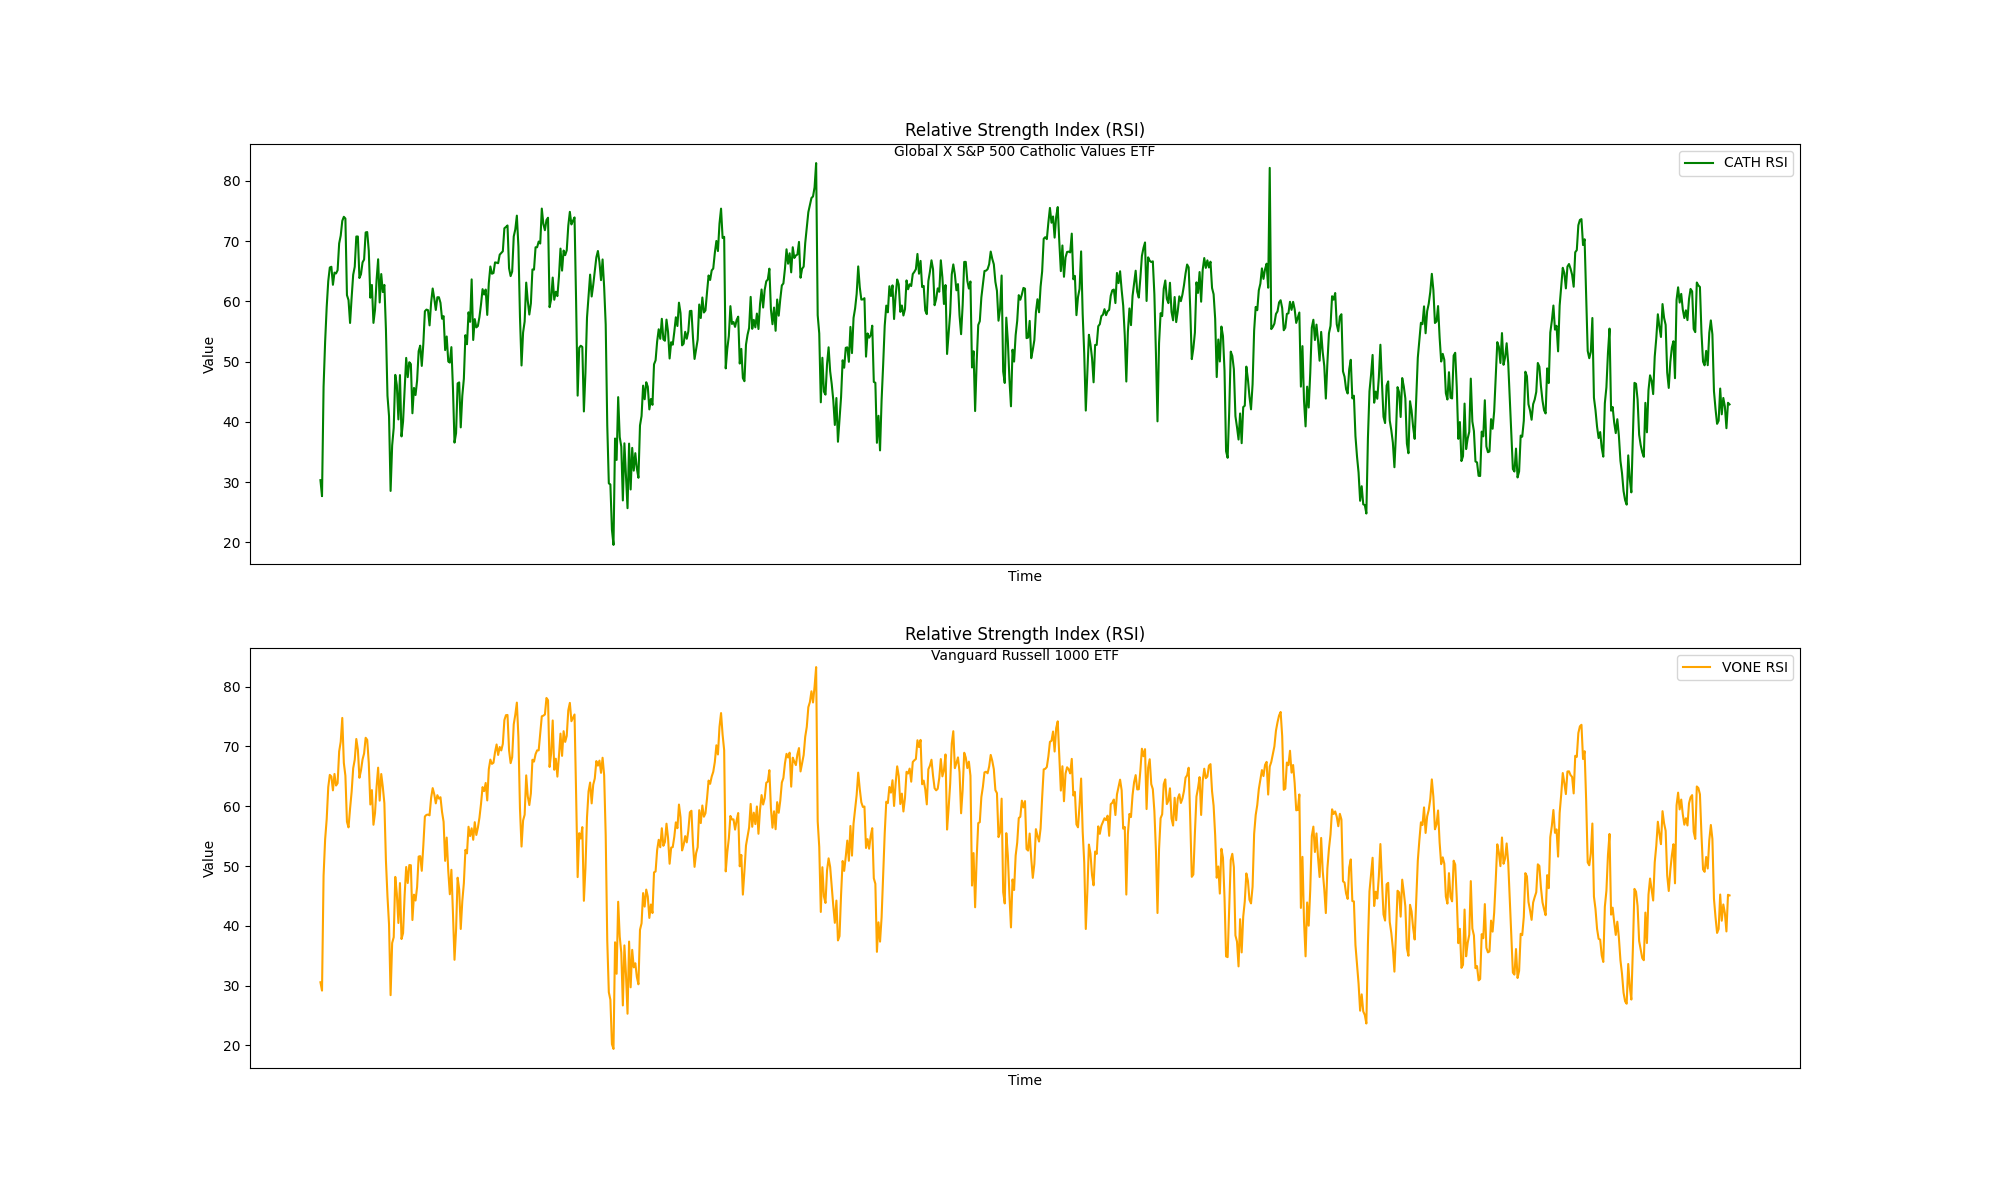 Relative Strength Index (RSI)
Global X S&P 500 Catholic Values ETF
CATH RSI
80
70
60
50
40
30
20
Value
Time
Relative Strength Index (RSI)
Vanguard Russell 1000 ETF
VONE RSI
80
70
60
50
40
30
20
Value
Time